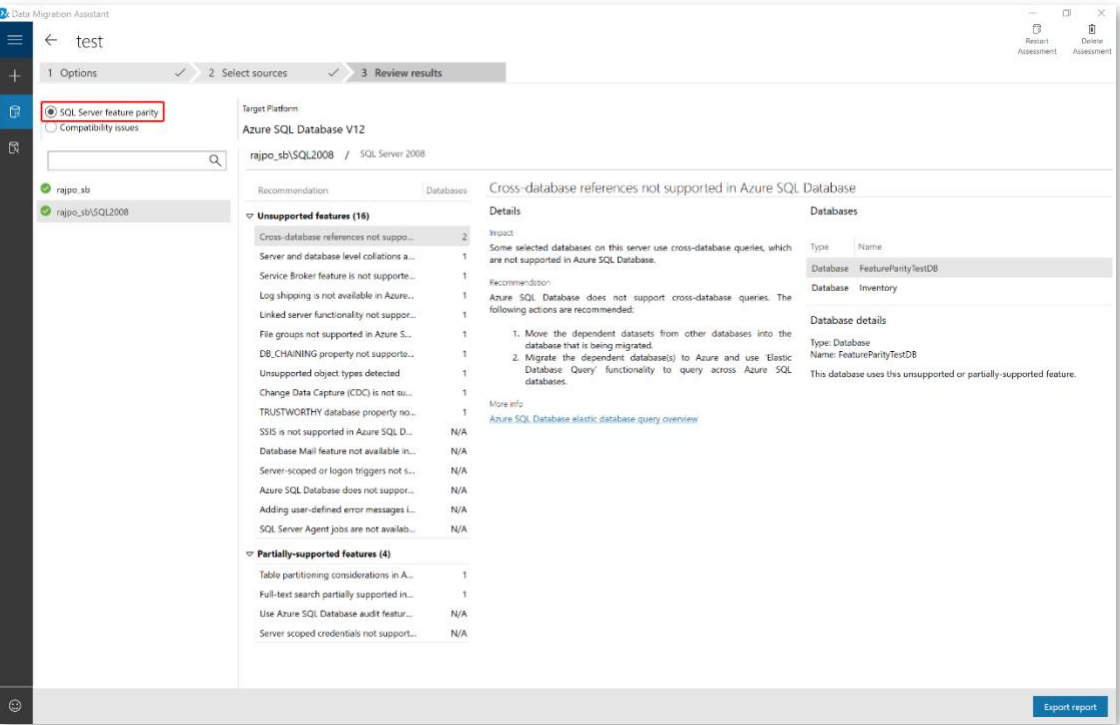 Data Migration Assistant
test
Restart Assessment
Delete Assessment
1 Options
2 Select sources
3 Review results
SQL Server feature parity
Compatibility issues
rajpo_sb
rajpo_sb\SQL2008
Target Platform
Azure SQL Database V12
rajpo_sb\SQL2008 / SQL Server 2008
Recommendation Databases
Unsupported features (16)
Cross-database references not suppo... 2
Server and database level collations a... 1
Service Broker feature is not supporte... 1
Log shipping is not available in Azure... 1
Linked server functionality not suppor... 1
File groups not supported in Azure S... 1
DB_CHAINING property not supporte... 1
Unsupported object types detected 1
Change Data Capture (CDC) is not su... 1
TRUSTWORTHY database property no... 1
SSIS is not supported in Azure SQL D... N/A
Database Mail feature not available in... N/A
Server-scoped or logon triggers not s... N/A
Azure SQL Database does not suppor... N/A
Adding user-defined error messages i... N/A
SQL Server Agent jobs are not availab... N/A
Partially-supported features (4)
Table partitioning considerations in A... 1
Full-text search partially supported in... 1
Use Azure SQL Database audit featur... N/A
Server scoped credentials not support... N/A
Cross-database references not supported in Azure SQL Database
Details
Impact
Some selected databases on this server use cross-database queries, which
are not supported in Azure SQL Database.
Recommendation
Azure SQL Database does not support cross-database queries. The
following actions are recommended:
1. Move the dependent datasets from other databases into the
database that is being migrated.
2. Migrate the dependent database(s) to Azure and use 'Elastic
Database Query' functionality to query across Azure SQL
databases.
More info
Azure SQL Database elastic database query overview
Databases
Type Name
Database FeatureParityTestDB
Database Inventory
Database details
Type: Database
Name: FeatureParityTestDB
This database uses this unsupported or partially-supported feature.
Export report